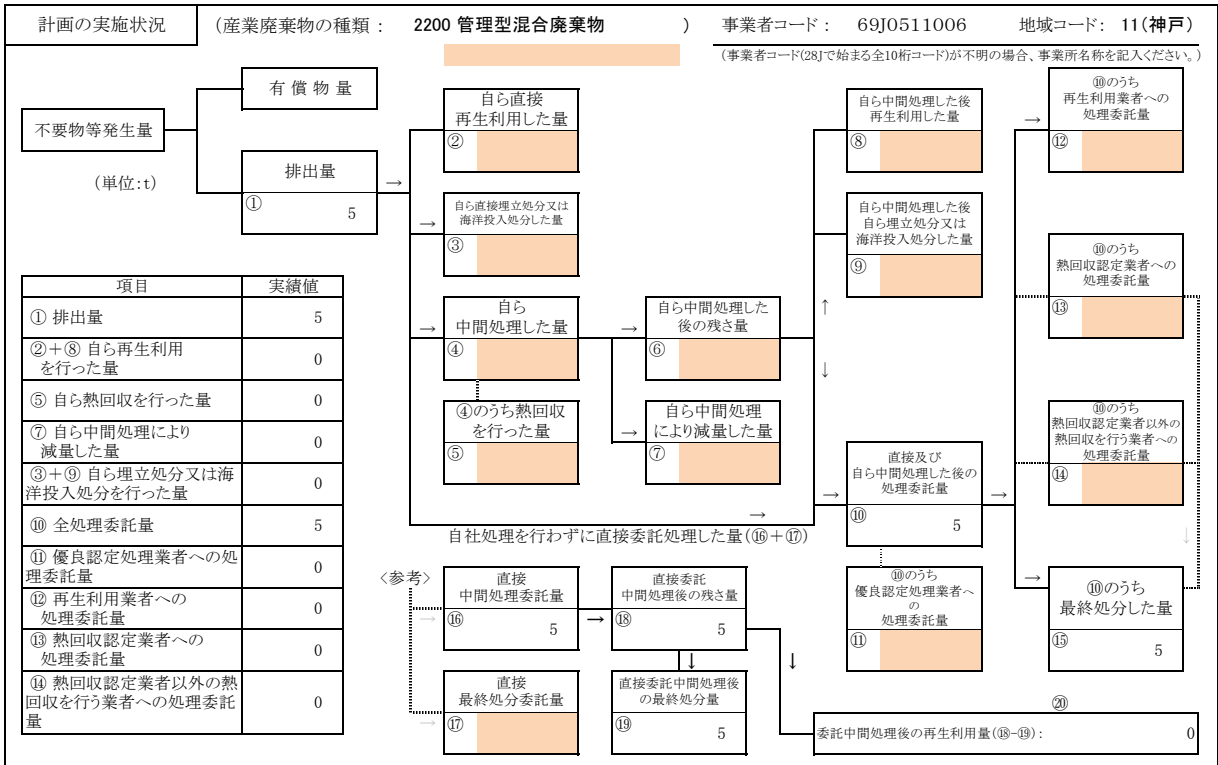 計画の実施状況
(産業廃棄物の種類 : 2200 管理型混合廃棄物 )
事業者コード : 69J0511006
地域コード: 11(神戸)
(事業者コード(28Jで始まる全10桁コード)が不明の場合、事業所名称を記入ください。)
不要物等発生量
(単位:t)
有償物量
排出量
①
5
→
自ら直接
再生利用した量
②
→
自ら直接埋立処分又は
海洋投入処分した量
③
→
自ら
中間処理した量
④
④のうち熱回収
を行った量
⑤
→
自ら中間処理した
後の残さ量
⑥
→
自ら中間処理
により減量した量
⑦
自ら中間処理した後
再生利用した量
⑧
自ら中間処理した後
自ら埋立処分又は
海洋投入処分した量
⑨
↑
↓
→
直接及び
自ら中間処理した後の
処理委託量
⑩
5
→
⑩のうち
優良認定処理業者へ
の
処理委託量
⑪
→
⑩のうち
再生利用業者への
処理委託量
⑫
⑩のうち
熱回収認定業者への
処理委託量
⑬
⑩のうち
熱回収認定業者以外の
熱回収を行う業者への
処理委託量
⑭
↓
→
⑩のうち
最終処分した量
⑮
5
→
自社処理を行わずに直接委託処理した量(⑯+⑰)
項目 実績値
① 排出量 5
②+⑧ 自ら再生利用
を行った量 0
⑤ 自ら熱回収を行った量 0
⑦ 自ら中間処理により
減量した量 0
③+⑨ 自ら埋立処分又は海
洋投入処分を行った量 0
⑩ 全処理委託量 5
⑪ 優良認定処理業者への処
理委託量 0
⑫ 再生利用業者への
処理委託量 0
⑬ 熱回収認定業者への
処理委託量 0
⑭ 熱回収認定業者以外の熱
回収を行う業者への処理委託
量 0
〈参考〉
→
直接
中間処理委託量
⑯
5
→
直接委託
中間処理後の残さ量
⑱
5
↓
↓
→
直接
最終処分委託量
⑰
直接委託中間処理後
の最終処分量
⑲
5
⑳
委託中間処理後の再生利用量(⑱-⑲): 0